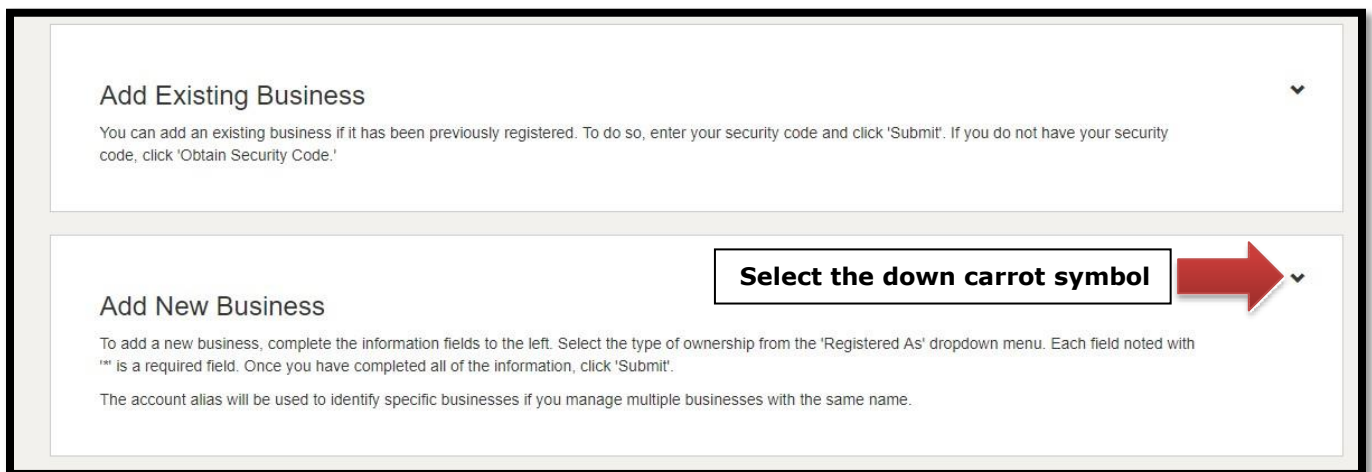 Add Existing Business
You can add an existing business if it has been previously registered. To do so, enter your security code and click 'Submit'. If you do not have your security
code, click 'Obtain Security Code.'
Select the down carrot symbol
Add New Business
To add a new business, complete the information fields to the left. Select the type of ownership from the 'Registered As' dropdown menu. Each field noted with
'*' is a required field. Once you have completed all of the information, click 'Submit'.
The account alias will be used to identify specific businesses if you manage multiple businesses with the same name.